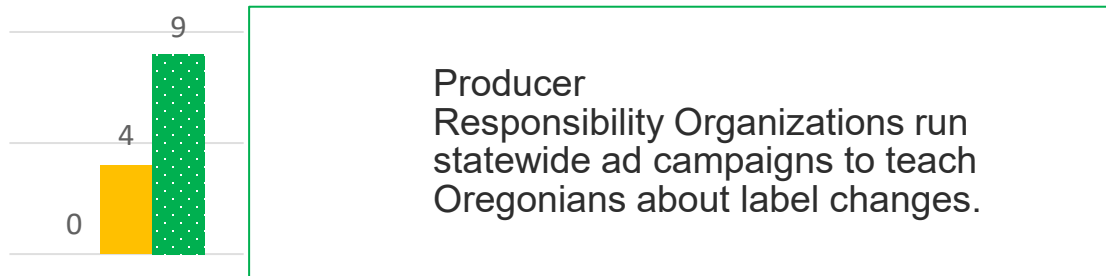 9
4
0
Producer
Responsibility Organizations run
statewide ad campaigns to teach
Oregonians about label changes.